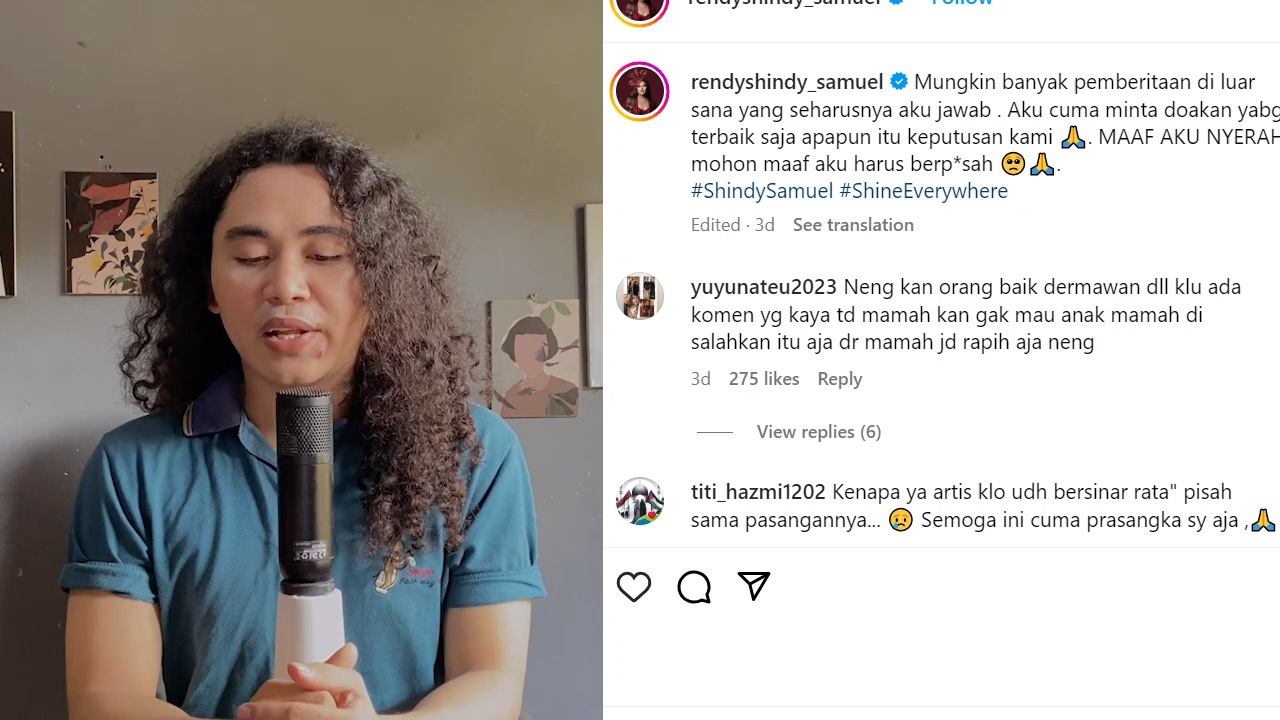 rendyshindy_samuel Follow
rendyshindy_samuel Mungkin banyak pemberitaan di luar
sana yang seharusnya aku jawab . Aku cuma minta doakan yabg
terbaik saja apapun itu keputusan kami 🙏. MAAF AKU NYERAH
mohon maaf aku harus berp*sah 🥺🙏.
#ShindySamuel #ShineEverywhere
Edited · 3d See translation
yuyunateu2023 Neng kan orang baik dermawan dll klu ada
komen yg kaya td mamah kan gak mau anak mamah di
salahkan itu aja dr mamah jd rapih aja neng
3d 275 likes Reply
View replies (6)
titi_hazmi1202 Kenapa ya artis klo udh bersinar rata" pisah
sama pasangannya... 😥 Semoga ini cuma prasangka sy aja ,🙏